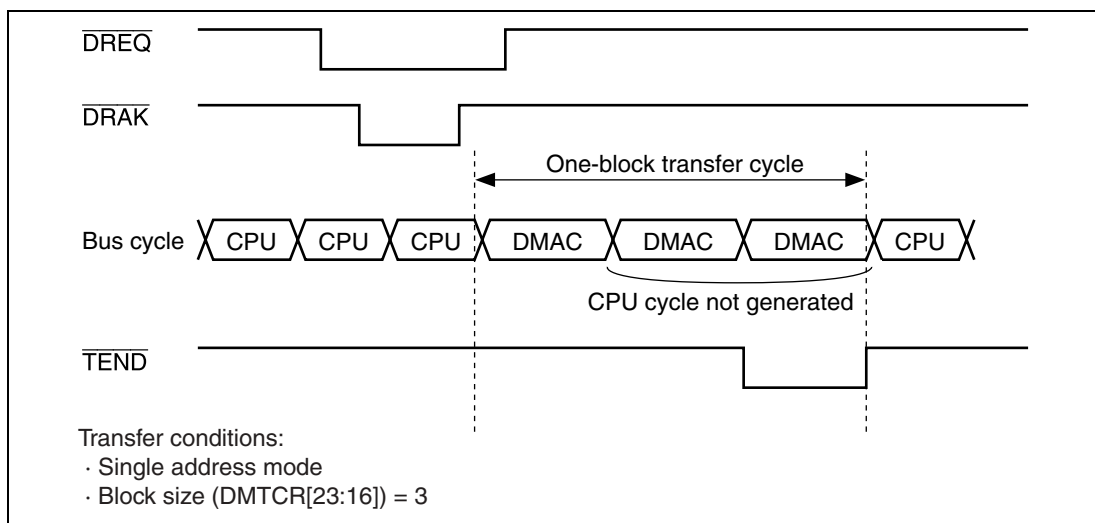 DREQ
DRAK
One-block transfer cycle
Bus cycle CPU CPU CPU DMAC DMAC DMAC CPU
CPU cycle not generated
TEND
Transfer conditions:
· Single address mode
· Block size (DMTCR[23:16]) = 3